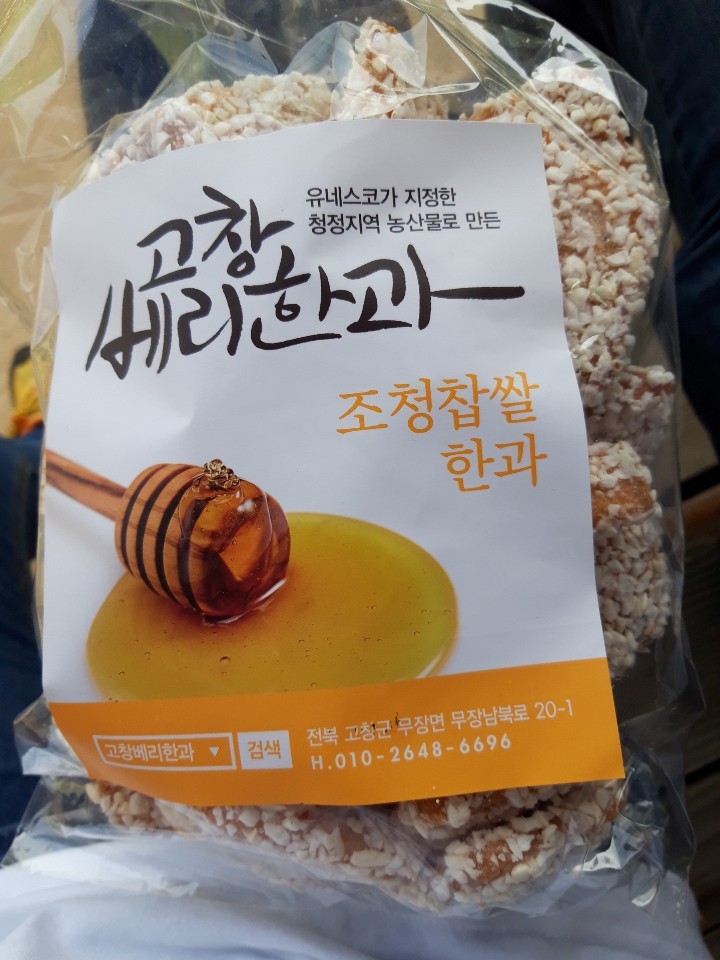 유네스코가 지정한
청정지역 농산물로 만든
고창
베리한과
조청찹쌀
한과
고창베리한과 ▼ 검색
전북 고창군 무장면 무장남북로 20-1
H.010-2648-6696